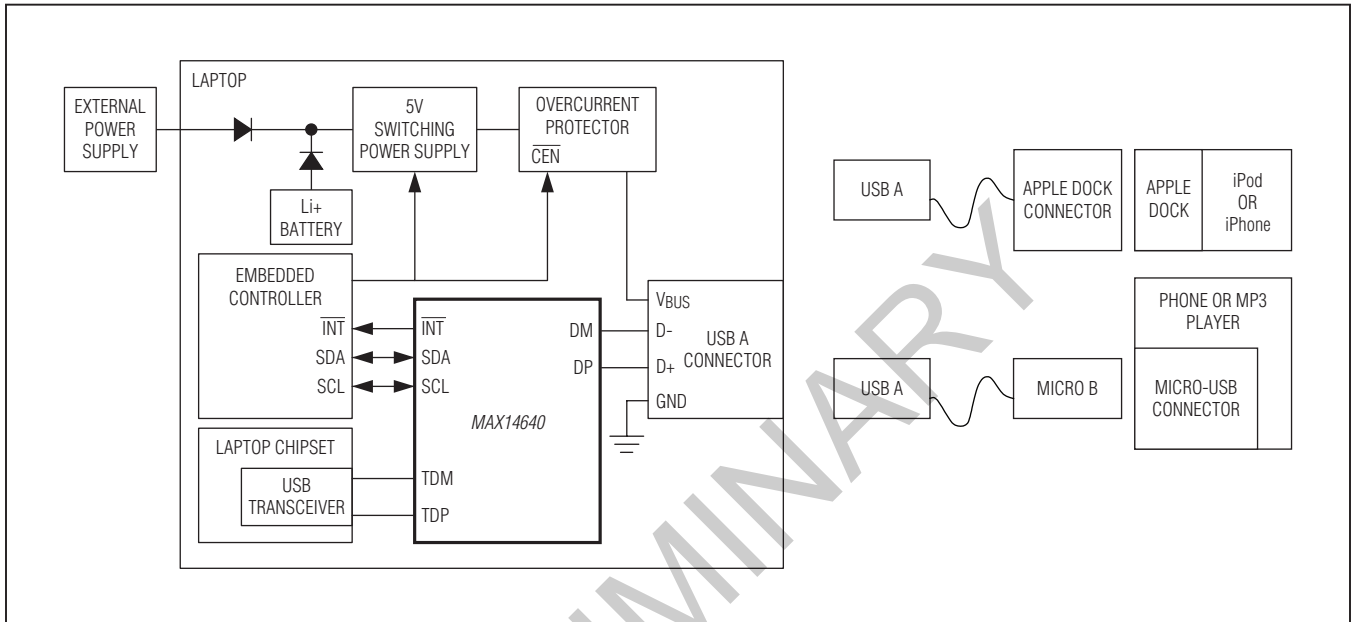 LAPTOP
EXTERNAL
POWER
SUPPLY
5V
SWITCHING
POWER SUPPLY
OVERCURRENT
PROTECTOR
CEN
Li+
BATTERY
EMBEDDED
CONTROLLER
INT
SDA
SCL
INT
SDA
SCL
MAX14640
DM
DP
TDM
TDP
VBUS
D-
D+
GND
USB A
CONNECTOR
LAPTOP CHIPSET
USB
TRANSCEIVER
USB A
APPLE DOCK
CONNECTOR
APPLE
DOCK
iPod
OR
iPhone
USB A
MICRO B
PHONE OR MP3
PLAYER
MICRO-USB
CONNECTOR
IMINARY